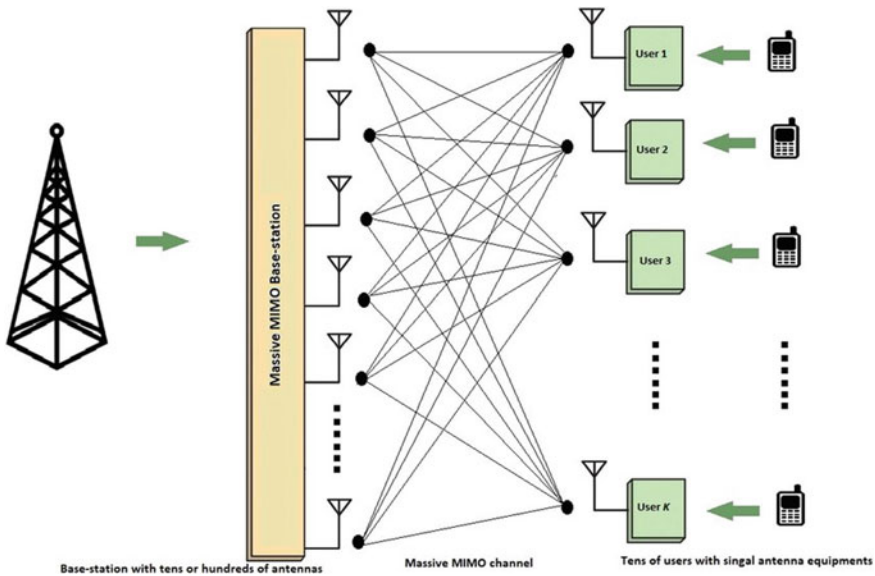 Massive MIMO Base-station
User 1
User 2
User 3
User K
Base-station with tens or hundreds of antennas
Massive MIMO channel
Tens of users with singal antenna equipments